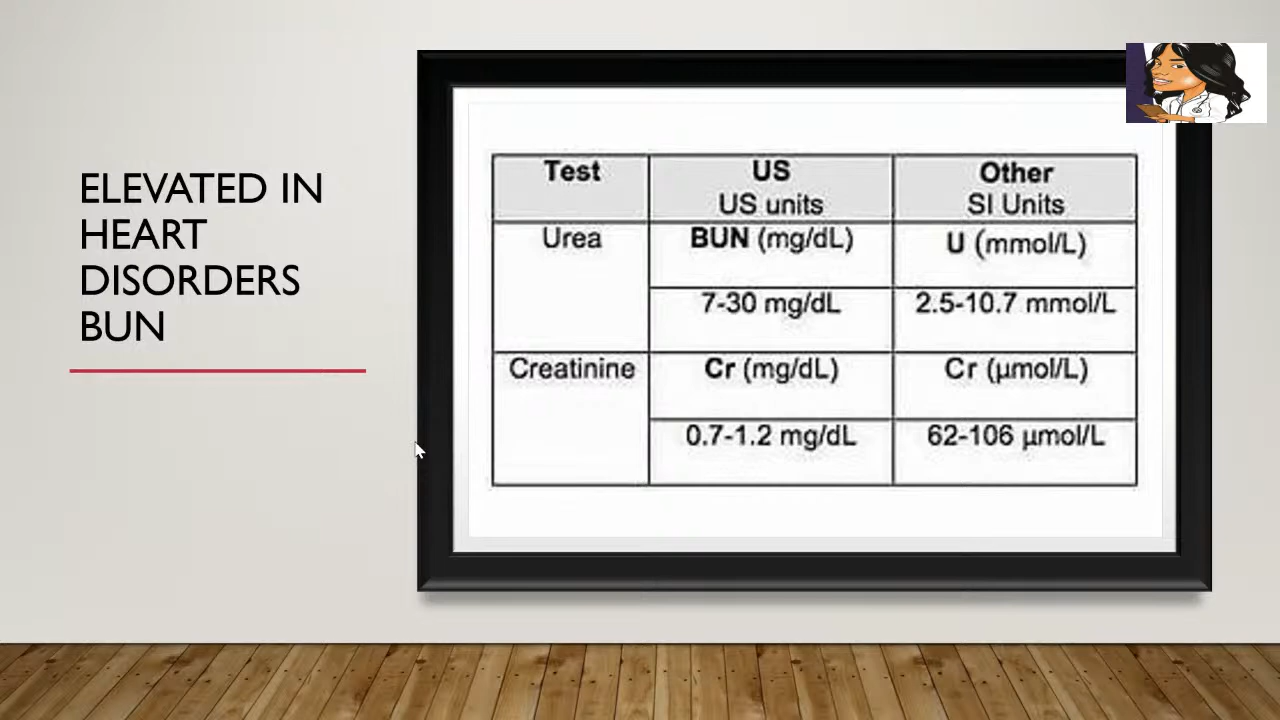 ELEVATED IN
HEART
DISORDERS
BUN
Test US Other
US units SI Units
Urea BUN (mg/dL) U (mmol/L)
7-30 mg/dL 2.5-10.7 mmol/L
Creatinine Cr (mg/dL) Cr (µmol/L)
0.7-1.2 mg/dL 62-106 µmol/L